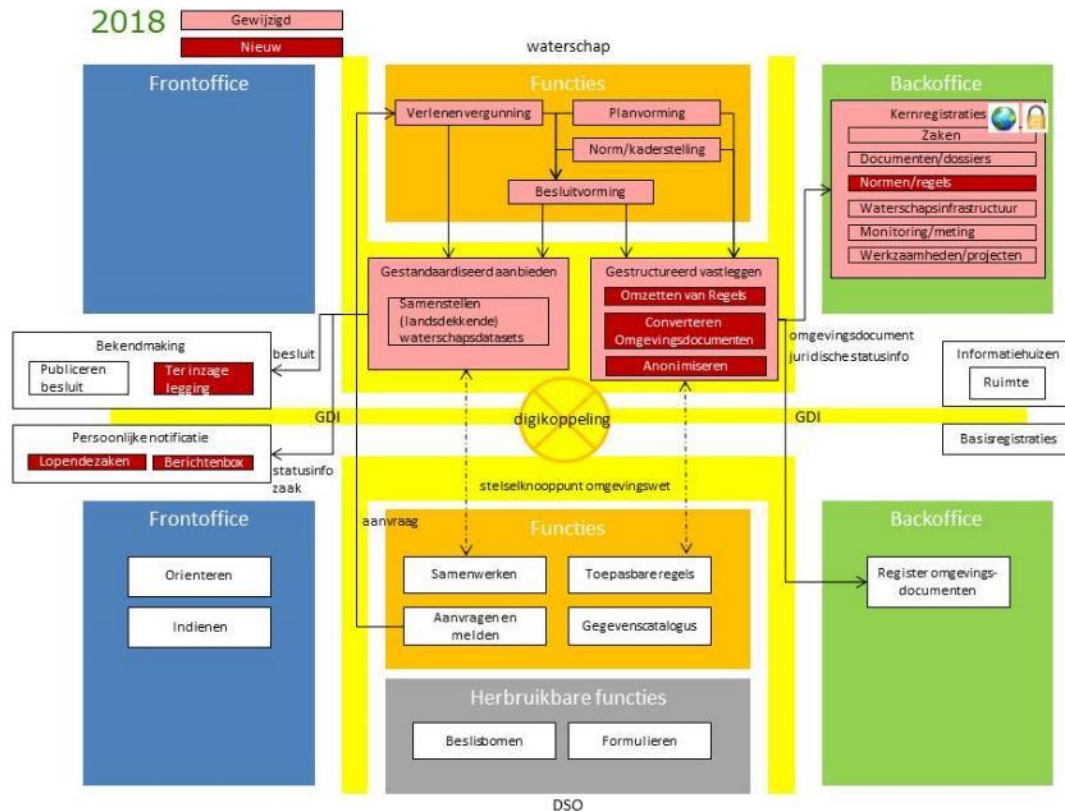 2018
Gewijzigd
Nieuw
waterschap
Frontoffice
Functies
Backoffice
Verlenenvergunning
Planvorming
Norm/kaderstelling
Besluitvorming
Kernregistraties
Zaken
Documenten/dossiers
Normen/regels
Waterschapsinfrastructuur
Monitoring/meting
Werkzaamheden/projecten
Gestandaardiseerd aanbieden
Samenstellen
(landsdekkende)
waterschapsdatasets
Gestructureerd vastleggen
Omzetten van Regels
Converteren
Omgevingsdocumenten
Anonimiseren
omgevingsdocument
juridische statusinfo
besluit
Bekendmaking
Publiceren
besluit
Ter inzage
legging
Informatiehuizen
Ruimte
GDI
digikoppeling
GDI
Persoonlijke notificatie
Lopendezaken
Berichtenbox
statusinfo
zaak
Basisregistraties
stelselknooppunt omgevingswet
aanvraag
Frontoffice
Orienteren
Indienen
Functies
Samenwerken
Toepasbare regels
Aanvragen en
melden
Gegevenscatalogus
Backoffice
Register omgevings-
documenten
Herbruikbare functies
Beslisbomen
Formulieren
DSO